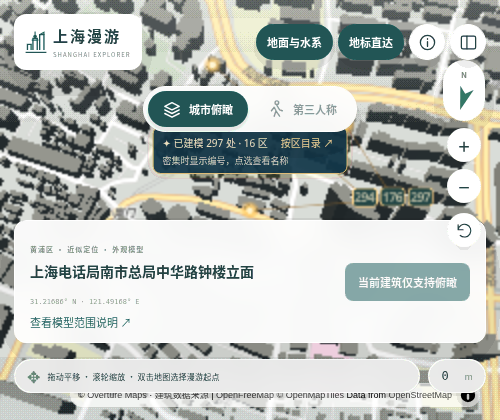 上海漫游
SHANGHAI EXPLORER
地面与水系
地标直达
N
城市俯瞰
第三人称
✦ 已建模 297 处 · 16 区 按区目录 ↗
密集时显示编号，点选查看名称
294 176 297
黄浦区 · 近似定位 · 外观模型
上海电话局南市总局中华路钟楼立面
当前建筑仅支持俯瞰
31.21686° N · 121.49168° E
查看模型范围说明 ↗
拖动平移 · 滚轮缩放 · 双击地图选择漫游起点
0 m
© Overture Maps · 建筑数据来源 | OpenFreeMap © OpenMapTiles Data from OpenStreetMap